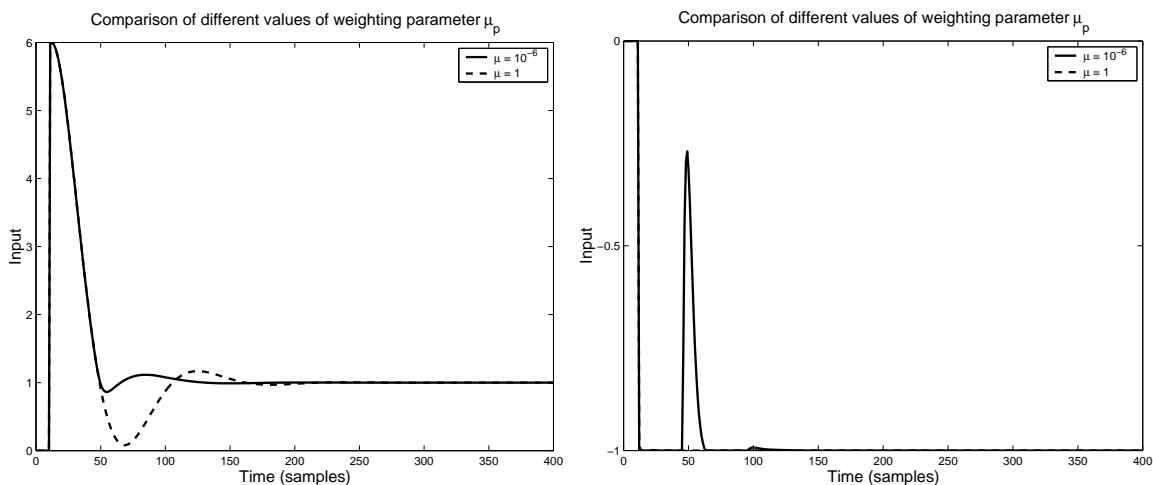 Comparison of different values of weighting parameter μp
6
5
4
3
2
1
0
Input
μ = 10−6
μ = 1
0
50
100
150
200
250
300
350
400
Time (samples)
Comparison of different values of weighting parameter μp
0
−0.5
−1
Input
μ = 10−6
μ = 1
0
50
100
150
200
250
300
350
400
Time (samples)